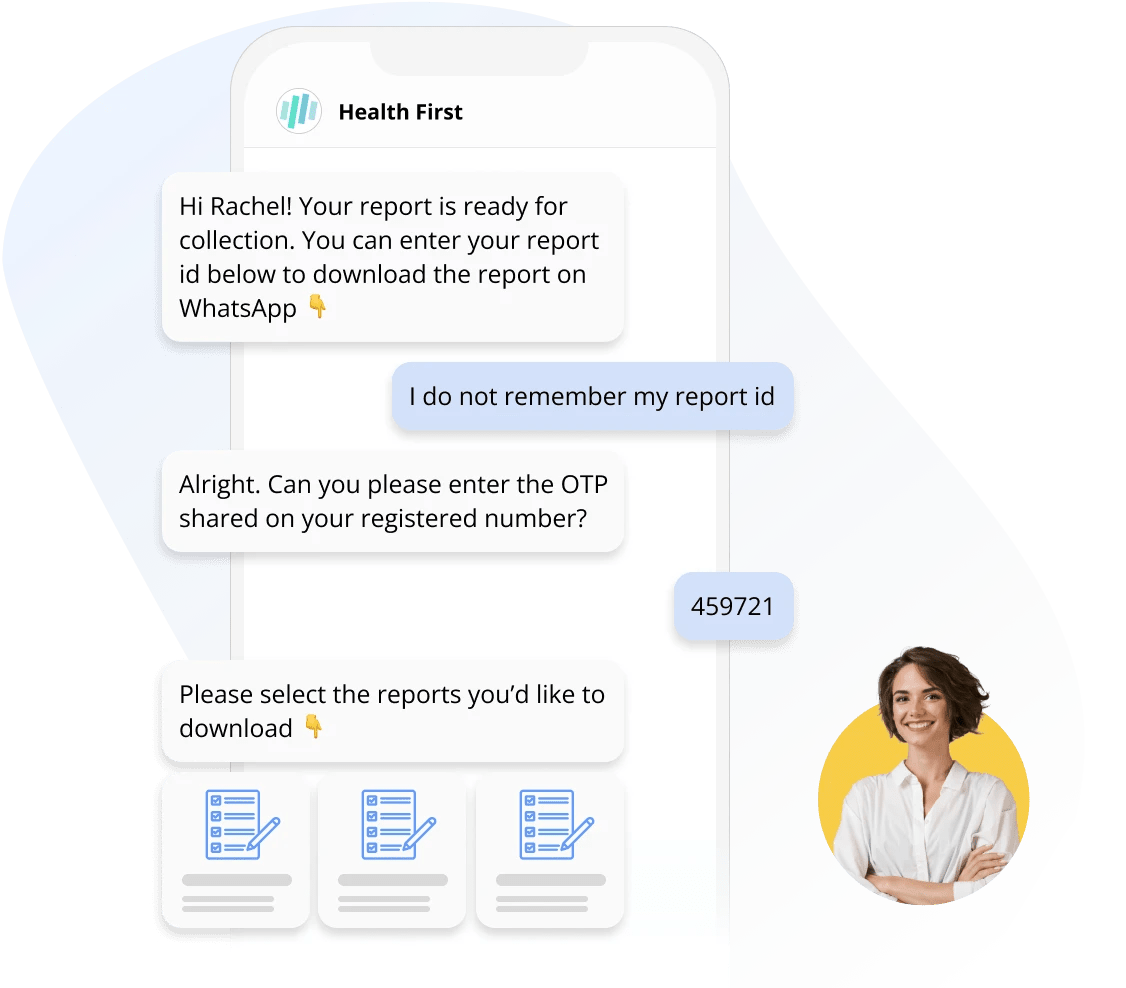 Health First
Hi Rachel! Your report is ready for
collection. You can enter your report
id below to download the report on
WhatsApp 👇
I do not remember my report id
Alright. Can you please enter the OTP
shared on your registered number?
459721
Please select the reports you’d like to
download 👇